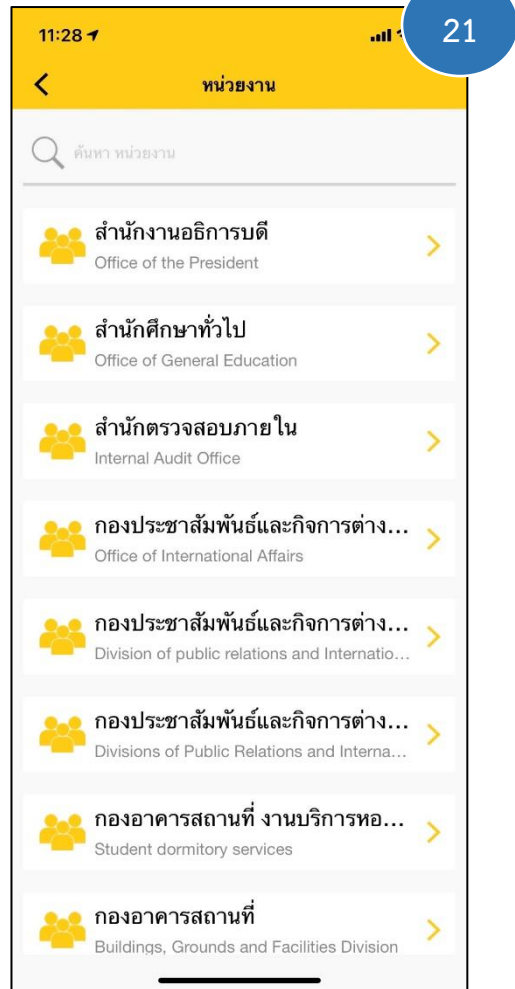 21
11:28
หน่วยงาน
ค้นหา หน่วยงาน
สำนักงานอธิการบดี
Office of the President
สำนักศึกษาทั่วไป
Office of General Education
สำนักตรวจสอบภายใน
Internal Audit Office
กองประชาสัมพันธ์และกิจการต่าง...
Office of International Affairs
กองประชาสัมพันธ์และกิจการต่าง...
Division of public relations and Internatio...
กองประชาสัมพันธ์และกิจการต่าง...
Divisions of Public Relations and Interna...
กองอาคารสถานที่ งานบริการหอ...
Student dormitory services
กองอาคารสถานที่
Buildings, Grounds and Facilities Division